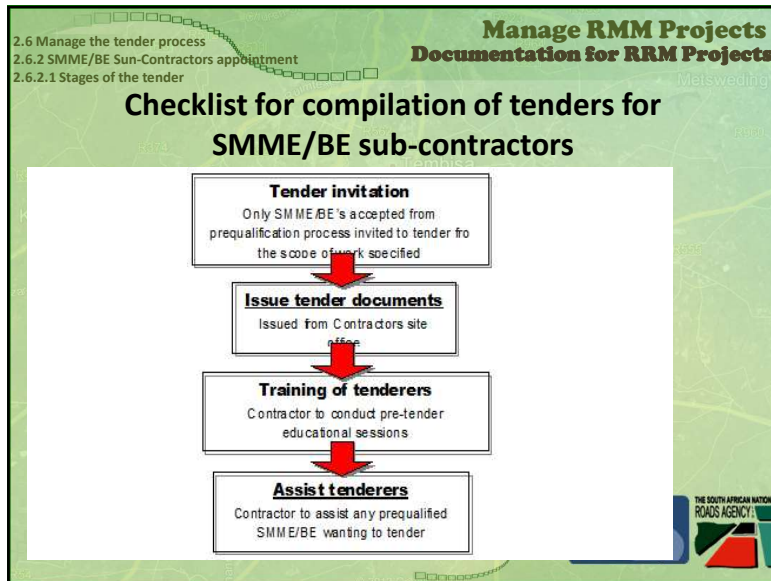 2.6 Manage the tender process
2.6.2 SMME/BE Sun-Contractors appointment
2.6.2.1 Stages of the tender
Manage RMM Projects
Documentation for RRM Projects
Metsweding
Checklist for compilation of tenders for
SMME/BE sub-contractors
Tembisa
Tender invitation
Only SMME/BE's accepted from
prequalification process invited to tender fro
the scope of work specified
Issue tender documents
Issued from Contractors site
office.
Training of tenderers
Contractor to conduct pre-tender
educational sessions
Assist tenderers
Contractor to assist any prequalified
SMME/BE wanting to tender
THE SOUTH AFRICAN NATION
ROADS AGENCY